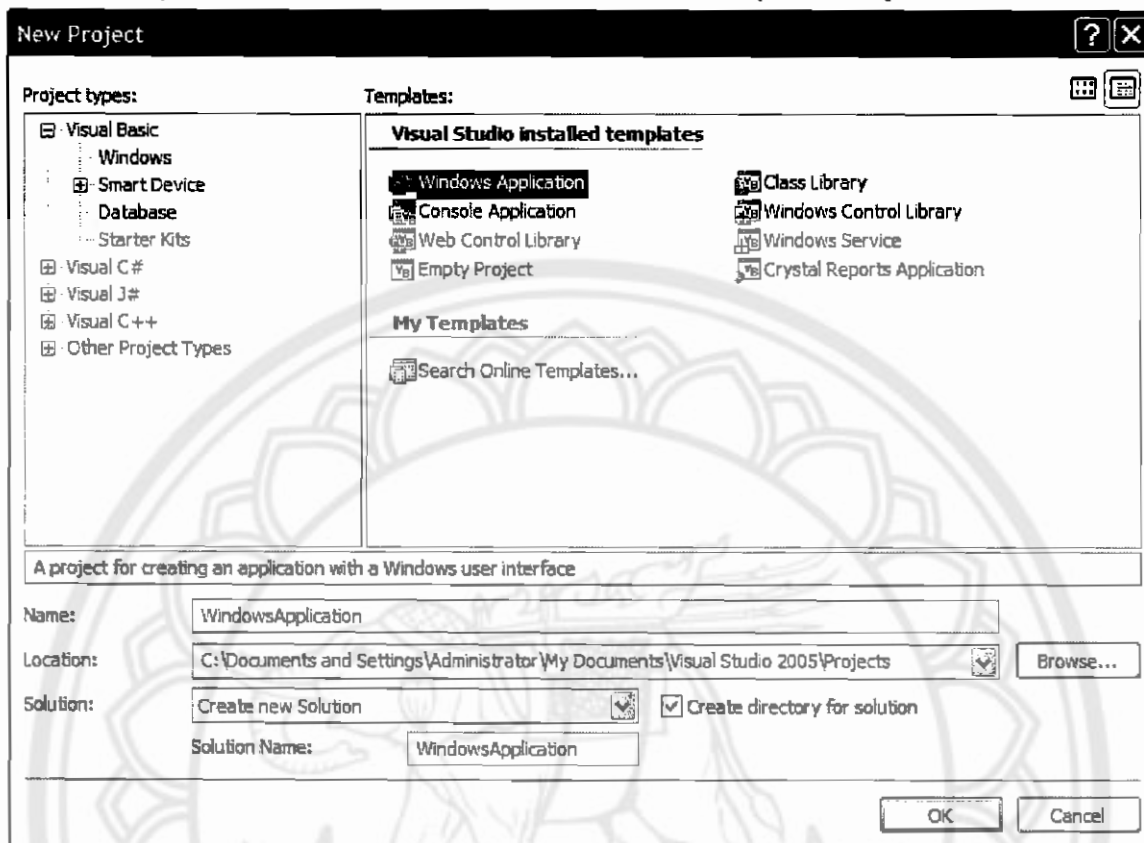 New Project
Project types:
Templates:
Visual Basic
Windows
Smart Device
Database
Starter Kits
Visual C#
Visual J#
Visual C++
Other Project Types
Visual Studio installed templates
Windows Application
Class Library
Console Application
Windows Control Library
Web Control Library
Windows Service
Empty Project
Crystal Reports Application
My Templates
Search Online Templates...
A project for creating an application with a Windows user interface
Name: WindowsApplication
Location: C:\Documents and Settings\Administrator\My Documents\Visual Studio 2005\Projects Browse...
Solution: Create new Solution Create directory for solution
Solution Name: WindowsApplication
OK Cancel